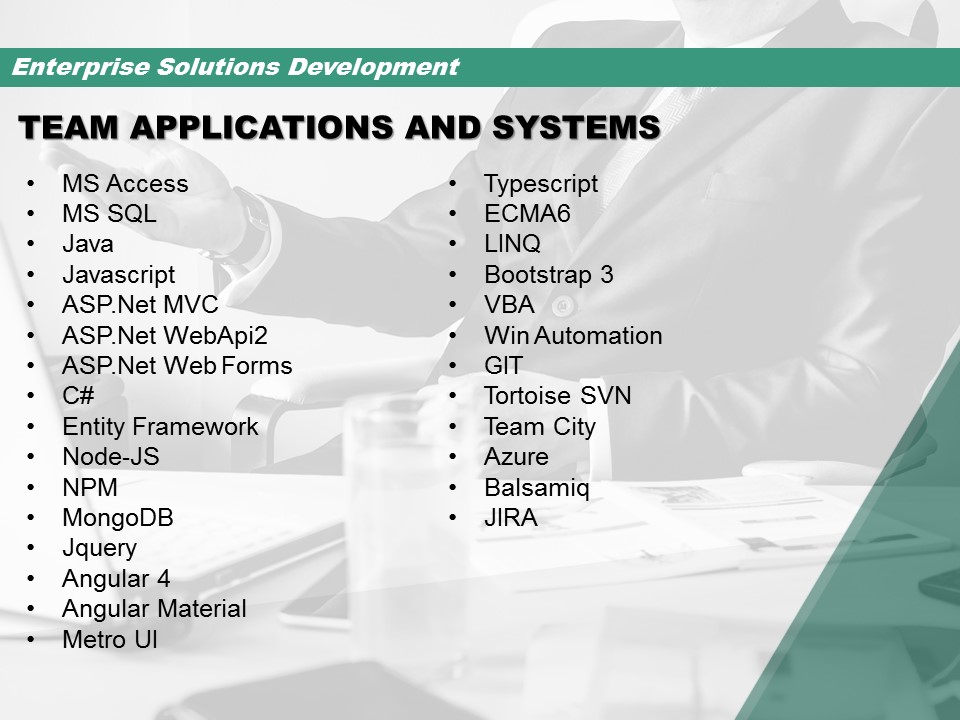 Enterprise Solutions Development
TEAM APPLICATIONS AND SYSTEMS
• MS Access
• MS SQL
• Java
• Javascript
• ASP.Net MVC
• ASP.Net WebApi2
• ASP.Net Web Forms
• C#
• Entity Framework
• Node-JS
• NPM
• MongoDB
• Jquery
• Angular 4
• Angular Material
• Metro UI
• Typescript
• ECMA6
• LINQ
• Bootstrap 3
• VBA
• Win Automation
• GIT
• Tortoise SVN
• Team City
• Azure
• Balsamiq
• JIRA